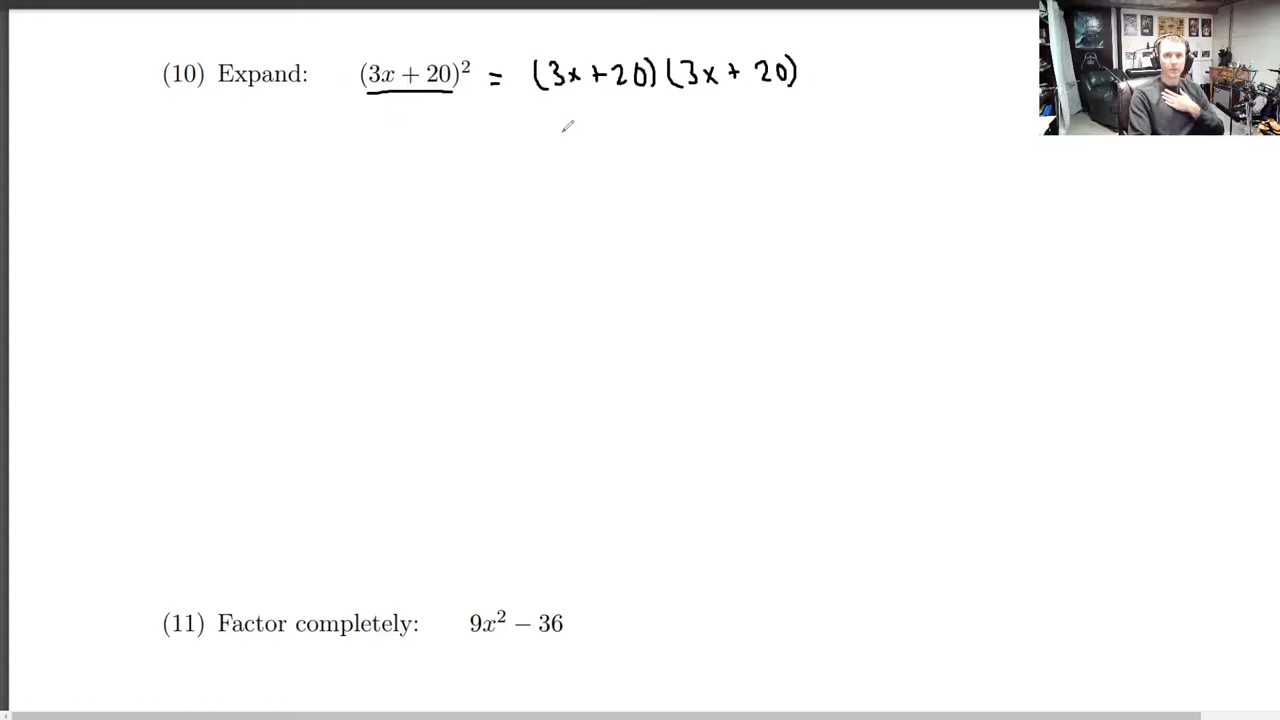 (10) Expand: (3x + 20)² = (3x + 20)(3x + 20)
(11) Factor completely: 9x² − 36